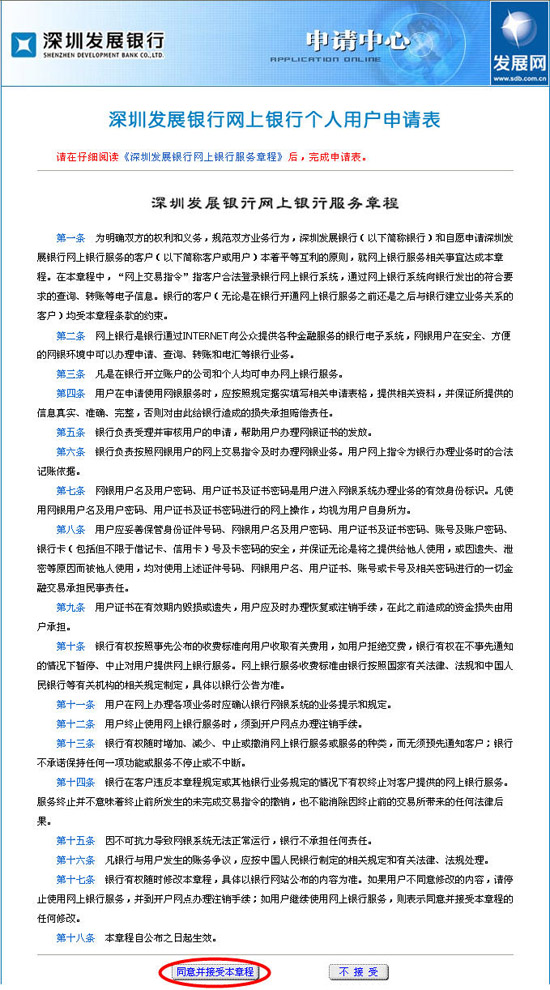 深圳发展银行
SHENZHEN DEVELOPMENT BANK CO.,LTD.
申请中心
APPLICATION ONLINE
发展网
www.sdb.com.cn
深圳发展银行网上银行个人用户申请表
请在仔细阅读《深圳发展银行网上银行服务章程》后，完成申请表。
深圳发展银行网上银行服务章程
第一条 为明确双方的权利和义务，规范双方业务行为，深圳发展银行（以下简称银行）和自愿申请深圳发
展银行网上银行服务的客户（以下简称客户或用户）本着平等互利的原则，就网上银行服务相关事宜达成本章
程。在本章程中，“网上交易指令”指客户合法登录银行网上银行系统，通过网上银行系统向银行发出的符合要
求的查询、转账等电子信息。银行的客户（无论是在银行开通网上银行服务之前还是之后与银行建立业务关系的
客户）均受本章程条款的约束。
第二条 网上银行是银行通过INTERNET向公众提供各种金融服务的银行电子系统，网银用户在安全、方便
的网银环境中可以办理申请、查询、转账和电汇等银行业务。
第三条 凡是在银行开立账户的公司和个人均可申办网上银行服务。
第四条 用户在申请使用网银服务时，应按照规定据实填写相关申请表格，提供相关资料，并保证所提供的
信息真实、准确、完整，否则对由此给银行造成的损失承担赔偿责任。
第五条 银行负责受理并审核用户的申请，帮助用户办理网银证书的发放。
第六条 银行负责按照网银用户的网上交易指令及时办理网银业务。用户网上指令为银行办理业务时的合法
记账依据。
第七条 网银用户名及用户密码、用户证书及证书密码是用户进入网银系统办理业务的有效身份标识。凡使
用网银用户名及用户密码、用户证书及证书密码进行的网上操作，均视为用户自身所为。
第八条 用户应妥善保管身份证件号码、网银用户名及用户密码、用户证书及证书密码、账号及账户密码、
银行卡（包括但不限于借记卡、信用卡）号及卡密码的安全，并保证无论是将之提供给他人使用，或因遗失、泄
密等原因而被他人使用，均对使用上述证件号码、网银用户名、用户证书、账号或卡号及相关密码进行的一切金
融交易承担民事责任。
第九条 用户证书在有效期内毁损或遗失，用户应及时办理恢复或注销手续，在此之前造成的资金损失由用
户承担。
第十条 银行有权按照事先公布的收费标准向用户收取有关费用，如用户拒绝交费，银行有权在不事先通知
的情况下暂停、中止对用户提供网上银行服务。网上银行服务收费标准由银行按照国家有关法律、法规和中国人
民银行等有关机构的相关规定制定，具体以银行公告为准。
第十一条 用户在网上办理各项业务时应确认银行网银系统的业务提示和规定。
第十二条 用户终止使用网上银行服务时，须到开户网点办理注销手续。
第十三条 银行有权随时增加、减少、中止或撤消网上银行服务或服务的种类，而无须预先通知客户；银行
不承诺保持任何一项功能或服务不停止或不中断。
第十四条 银行在客户违反本章程规定或其他银行业务规定的情况下有权终止对客户提供的网上银行服务。
服务终止并不意味着终止前所发生的未完成交易指令的撤销，也不能消除因终止前的交易所带来的任何法律后
果。
第十五条 因不可抗力导致网银系统无法正常运行，银行不承担任何责任。
第十六条 凡银行与用户发生的账务争议，应按中国人民银行制定的相关规定和有关法律、法规处理。
第十七条 银行有权随时修改本章程，具体以银行网站公布的内容为准。如果用户不同意修改的内容，请停
止使用网上银行服务，并到开户网点办理注销手续；如用户继续使用网上银行服务，则表示同意并接受本章程的
任何修改。
第十八条 本章程自公布之日起生效。
同意并接受本章程 不 接 受